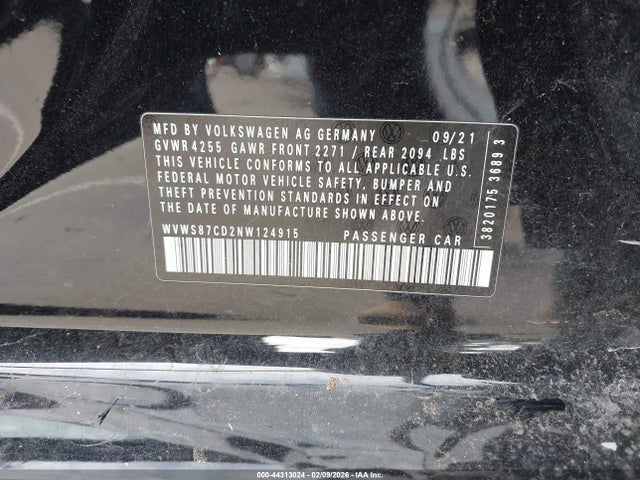 MFD BY VOLKSWAGEN AG GERMANY 09/21
GVWR 4255 GAWR FRONT 2271 / REAR 2094 LBS
THIS VEHICLE CONFORMS TO ALL APPLICABLE U.S.
FEDERAL MOTOR VEHICLE SAFETY, BUMPER AND
THEFT PREVENTION STANDARDS IN EFFECT ON
THE DATE OF MANUFACTURE SHOWN ABOVE.
WVWS87CD2NW124915 PASSENGER CAR
3820175 3689 3
000-44313024 - 02/09/2026 - IAA Inc.